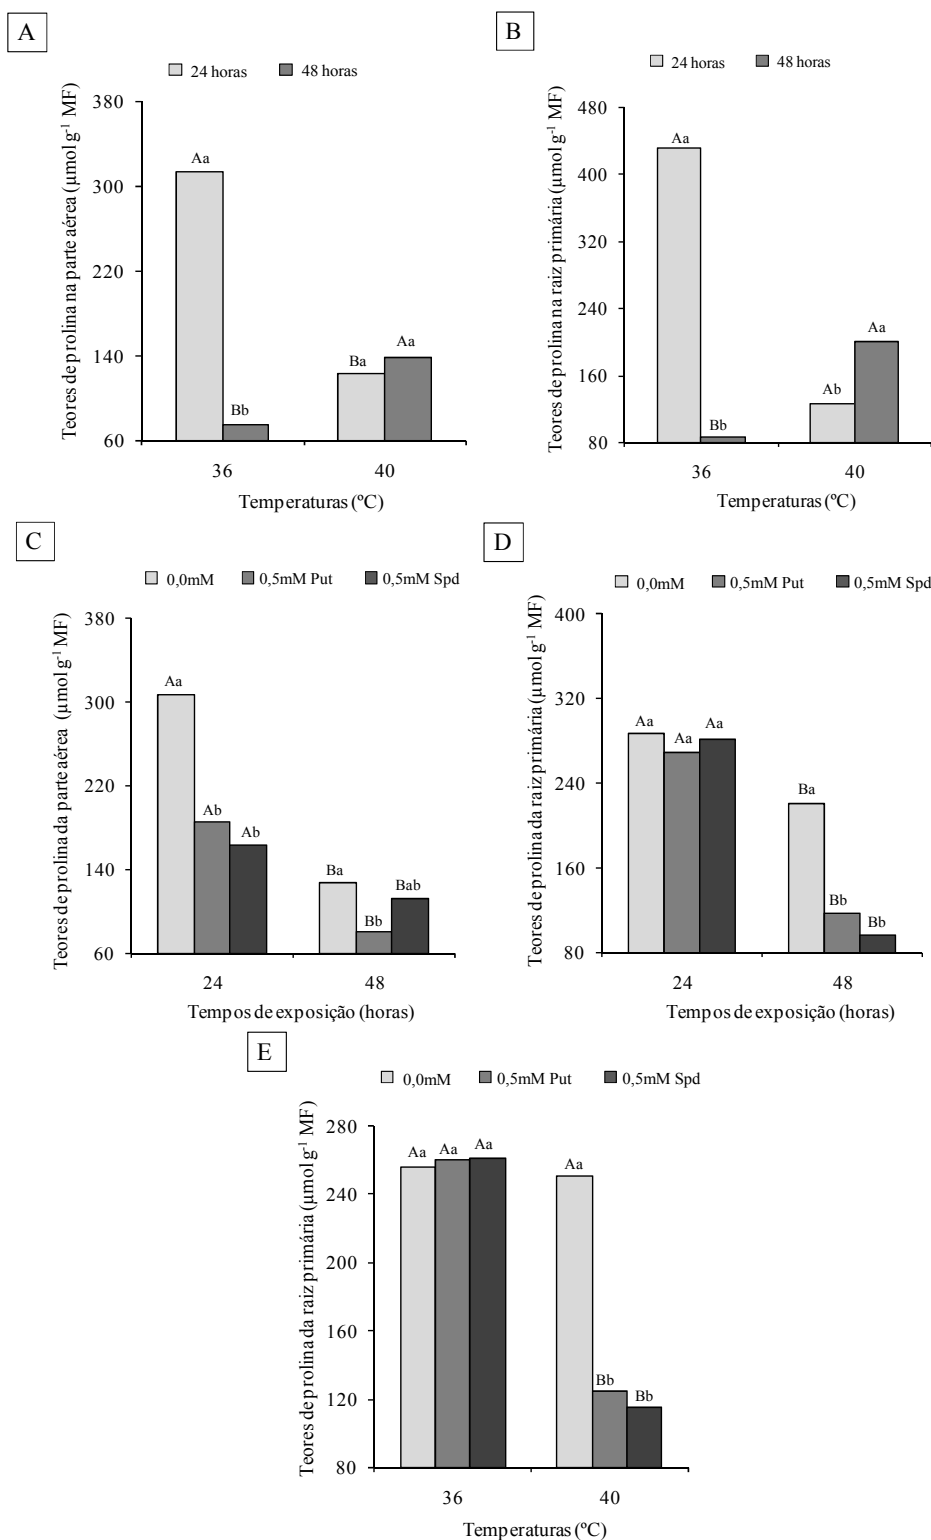 A
24 horas 48 horas
Teores de prolina na parte aérea (µmol g-1 MF)
380
300
220
140
60
Aa
Bb
Ba
Aa
36 40
Temperaturas (ºC)
B
24 horas 48 horas
Teores de prolina na raiz primária (µmol g-1 MF)
480
400
320
240
160
80
Aa
Bb
Ab
Aa
36 40
Temperaturas (ºC)
C
0,0mM 0,5mM Put 0,5mM Spd
Teores de prolina da parte aérea (µmol g-1 MF)
380
300
220
140
60
Aa
Ab
Ab
Ba
Bb
Bab
24 48
Tempos de exposição (horas)
D
0,0mM 0,5mM Put 0,5mM Spd
Teores de prolina da raiz primária (µmol g-1 MF)
400
320
240
160
80
Aa
Aa
Aa
Ba
Bb
Bb
24 48
Tempos de exposição (horas)
E
0,0mM 0,5mM Put 0,5mM Spd
Teores de prolina da raiz primária (µmol g-1 MF)
280
240
200
160
120
80
Aa
Aa
Aa
Aa
Bb
Bb
36 40
Temperaturas (ºC)